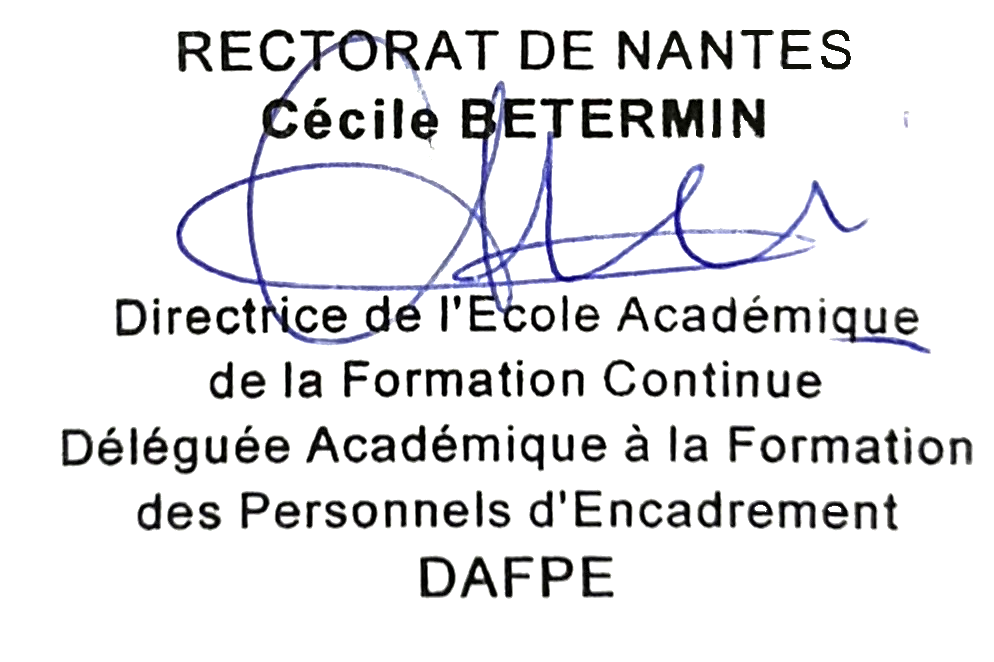 RECTORAT DE NANTES
Cécile BETERMIN
Directrice de l'Ecole Académique
de la Formation Continue
Déléguée Académique à la Formation
des Personnels d'Encadrement
DAFPE